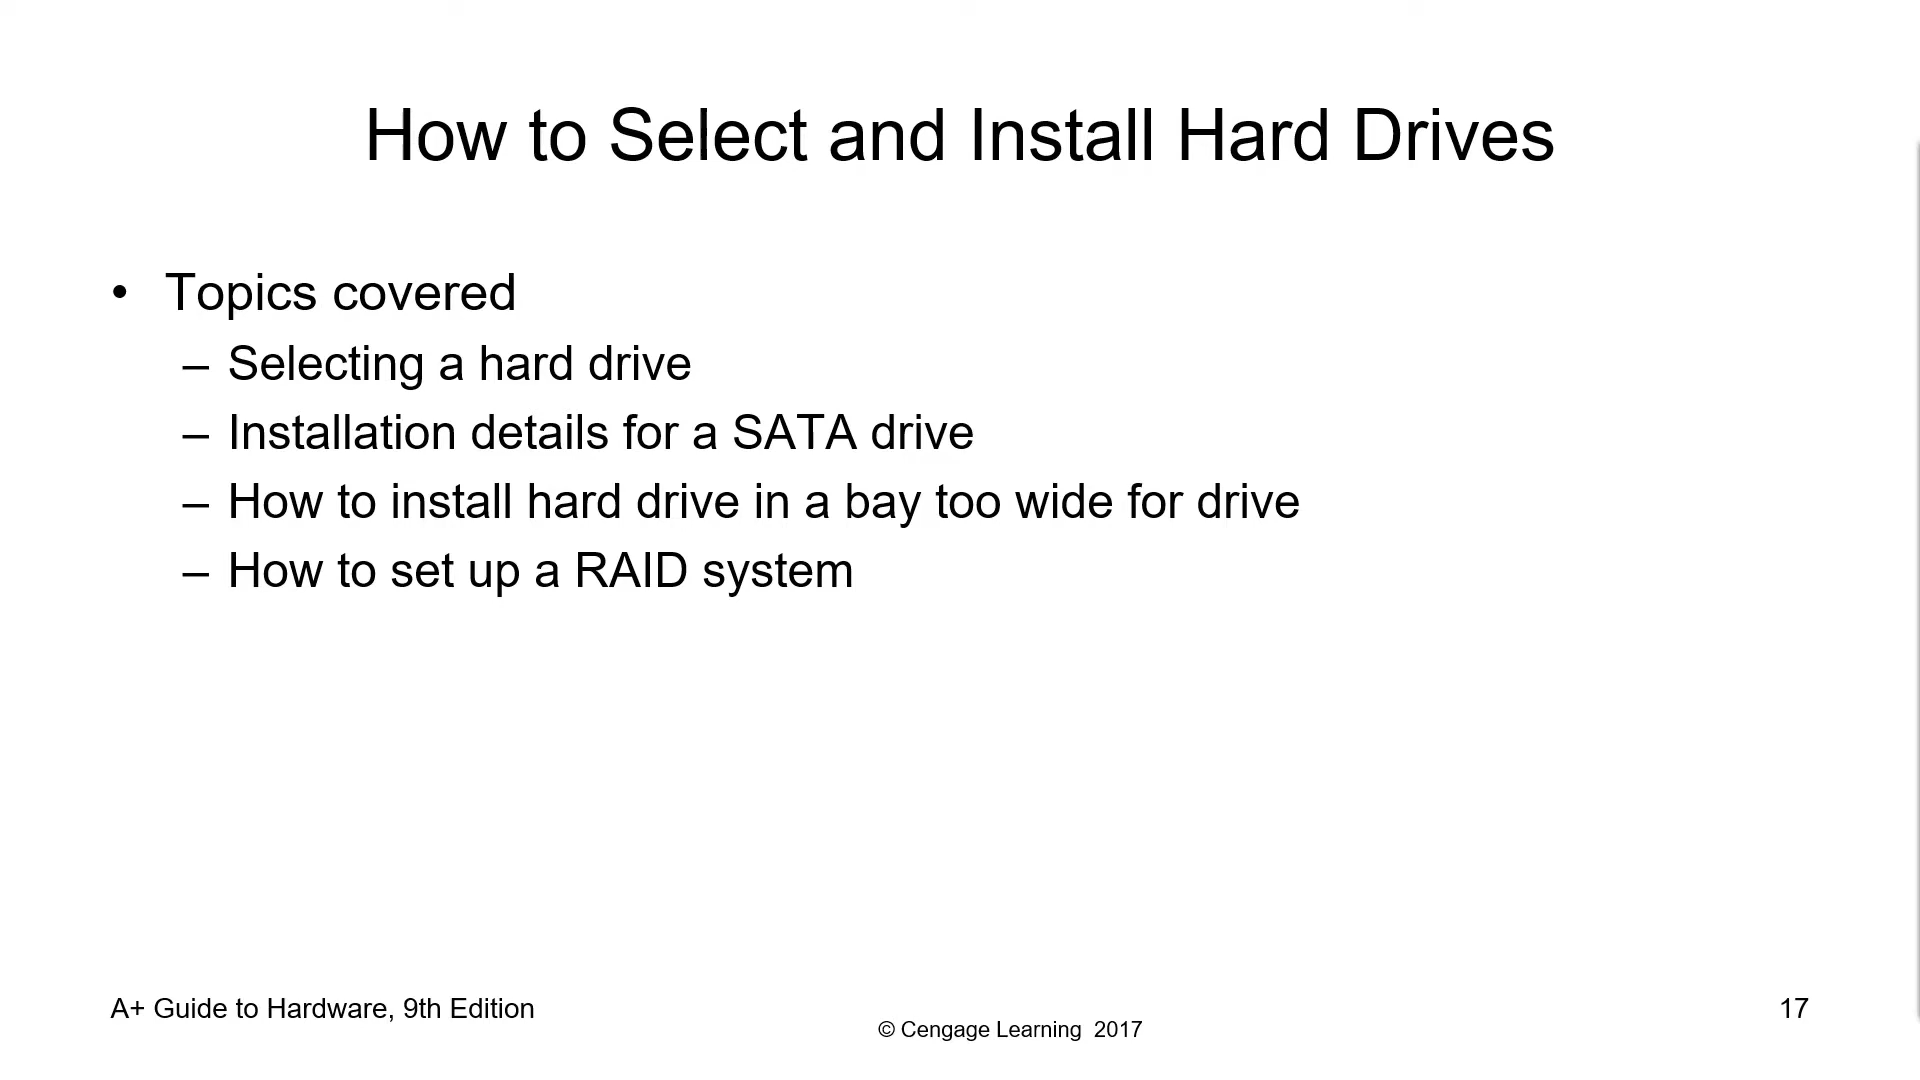 How to Select and Install Hard Drives
• Topics covered
– Selecting a hard drive
– Installation details for a SATA drive
– How to install hard drive in a bay too wide for drive
– How to set up a RAID system
A+ Guide to Hardware, 9th Edition
© Cengage Learning 2017
17